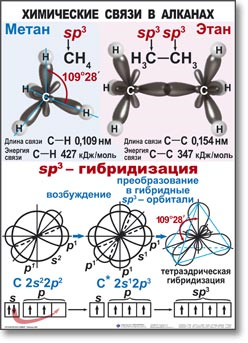 ХИМИЧЕСКИЕ СВЯЗИ В АЛКАНАХ
Метан
Этан
sp³
sp³ sp³
CH₄
H₃C—CH₃
109°28´
H
H
H
H
H
H
H
H
H
H
Длина связи C—H 0,109 нм
Энергия связи C—H 427 кДж/моль
Длина связи C—C 0,154 нм
Энергия связи C—C 347 кДж/моль
sp³ – гибридизация
возбуждение
преобразование
в гибридные
sp³– орбитали
109°28´
C 2s²2p²
C* 2s¹2p³
тетраэдрическая
гибридизация
s p
s p
sp³